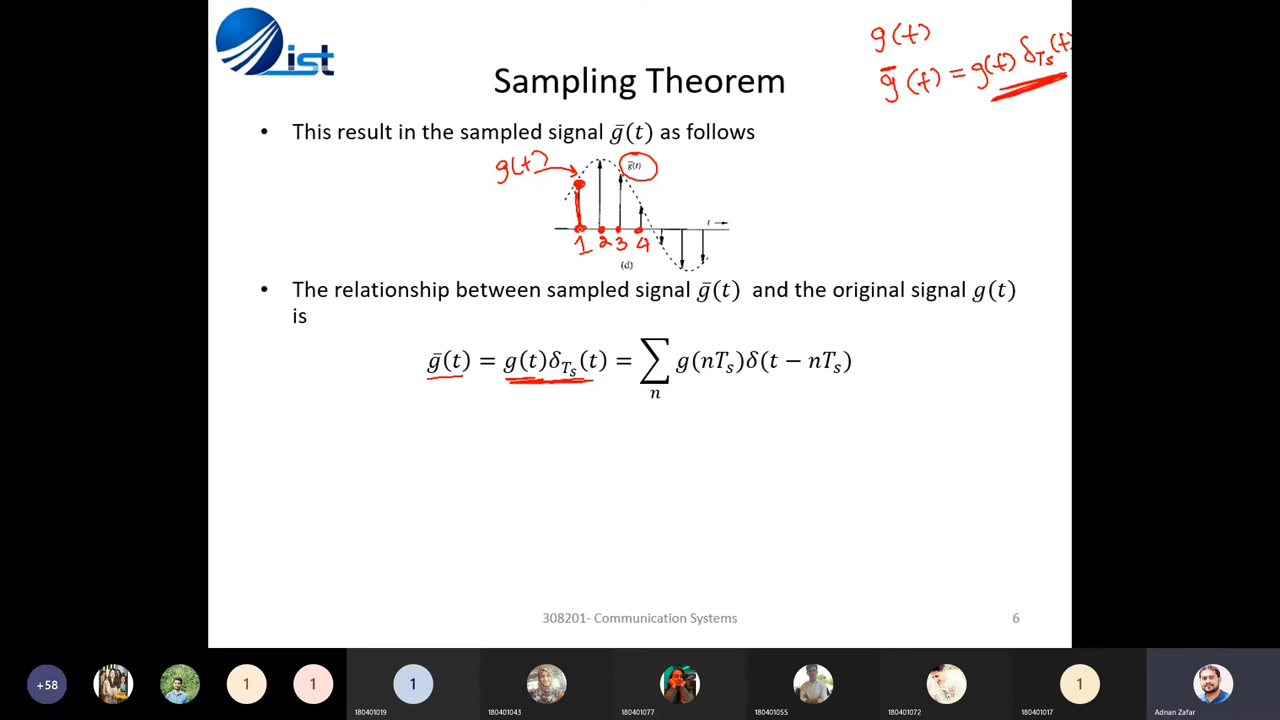 ist
g(t)
ḡ(t) = g(t) δTₛ(t)
Sampling Theorem
• This result in the sampled signal ḡ(t) as follows
g(t)
ḡ(t)
t
1 2 3 4
(d)
• The relationship between sampled signal ḡ(t) and the original signal g(t)
is
ḡ(t) = g(t)δTₛ(t) = ∑ₙ g(nTₛ)δ(t − nTₛ)
308201- Communication Systems 6
+58 1 1 1 1
180401019 180401043 180401077 180401055 180401072 180401017 Adnan Zafar